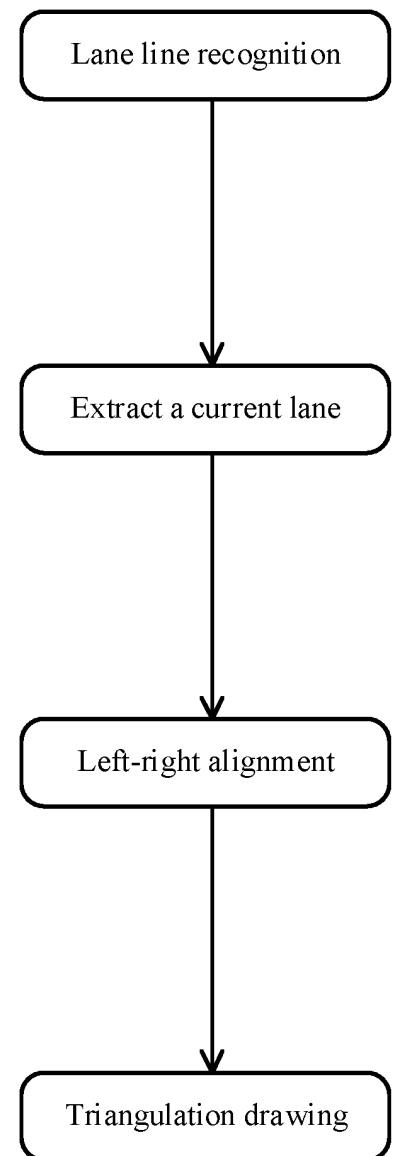 Lane line recognition
Extract a current lane
Left-right alignment
Triangulation drawing